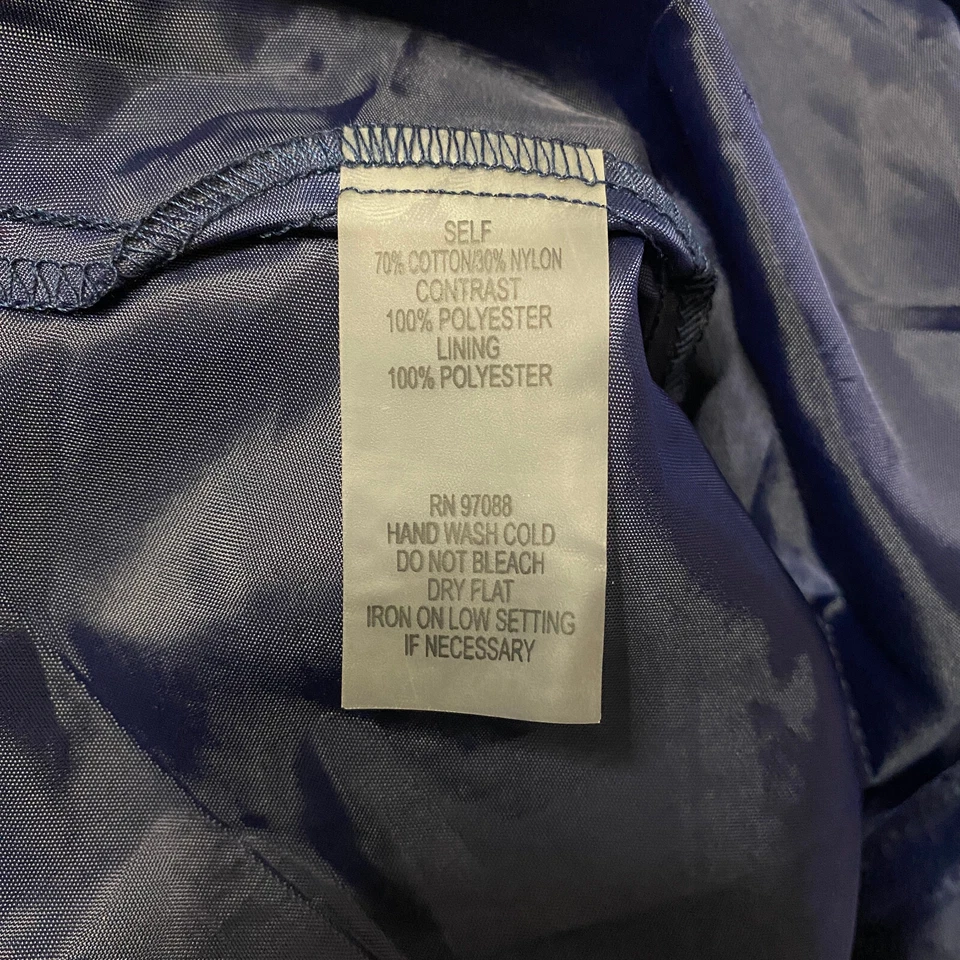 SELF
70% COTTON/30% NYLON
CONTRAST
100% POLYESTER
LINING
100% POLYESTER
RN 97088
HAND WASH COLD
DO NOT BLEACH
DRY FLAT
IRON ON LOW SETTING
IF NECESSARY